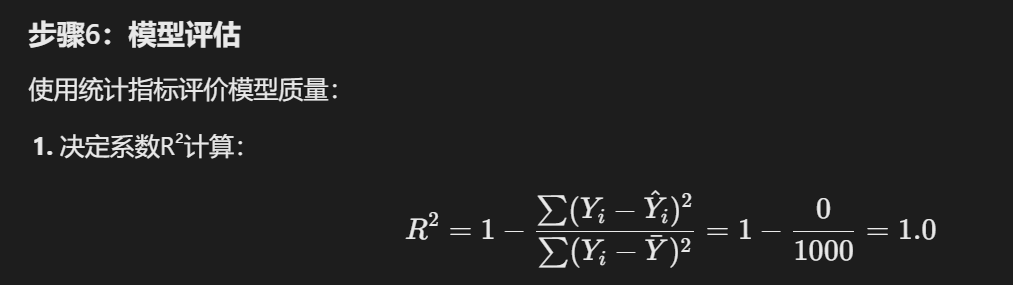 步骤6：模型评估
使用统计指标评价模型质量：
1. 决定系数R²计算：
R² = 1 − ∑(Yᵢ − Ŷᵢ)² / ∑(Yᵢ − Ȳ)² = 1 − 0 / 1000 = 1.0